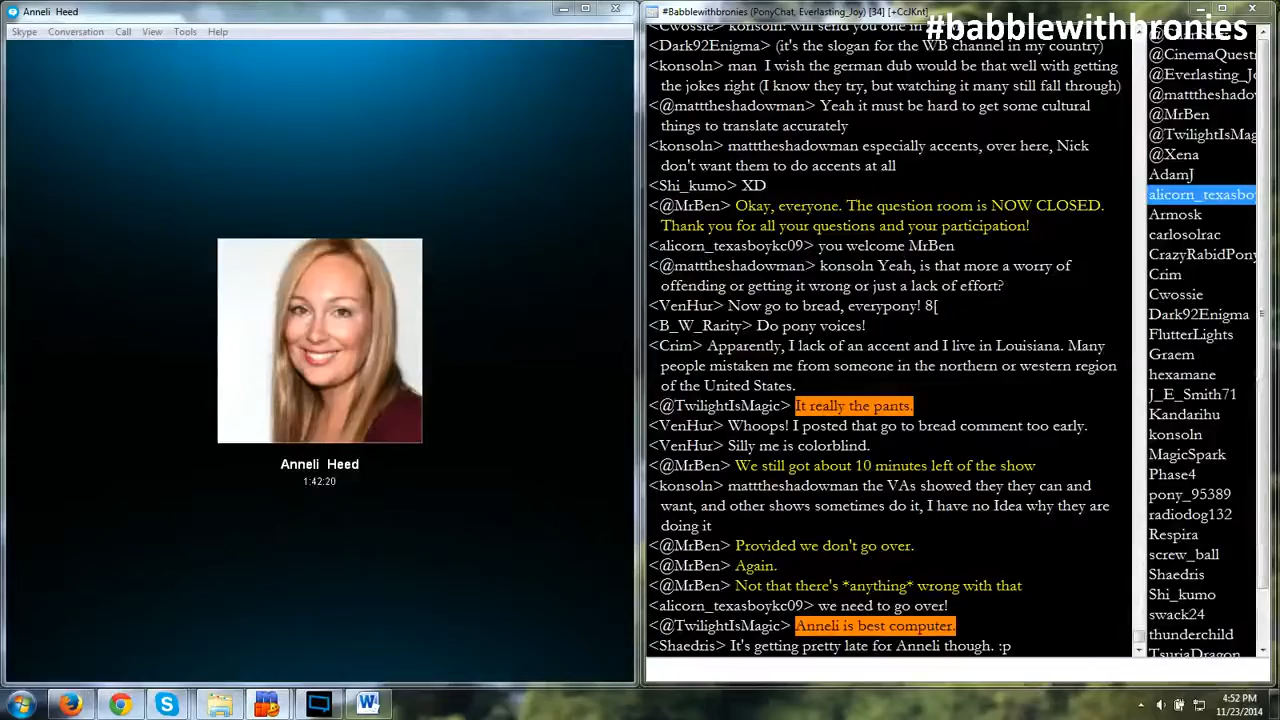 Anneli Heed
Skype Conversation Call View Tools Help
Anneli Heed
1:42:20
#Babblewithbronies (PonyChat, Everlasting_Joy) [34] [+CcJKnt]
#babblewithbronies
<Cwossie> konsoln: will send you one in
<Dark92Enigma> (it's the slogan for the WB channel in my country)
<konsoln> man I wish the german dub would be that well with getting
the jokes right (I know they try, but watching it many still fall through)
<@matttheshadowman> Yeah it must be hard to get some cultural
things to translate accurately
<konsoln> matttheshadowman especially accents, over here, Nick
don't want them to do accents at all
<Shi_kumo> XD
<@MrBen> Okay, everyone. The question room is NOW CLOSED.
Thank you for all your questions and your participation!
<alicorn_texasboykc09> you welcome MrBen
<@matttheshadowman> konsoln Yeah, is that more a worry of
offending or getting it wrong or just a lack of effort?
<VenHur> Now go to bread, everypony! 8[
<B_W_Rarity> Do pony voices!
<Crim> Apparently, I lack of an accent and I live in Louisiana. Many
people mistaken me from someone in the northern or western region
of the United States.
<@TwilightIsMagic> It really the pants.
<VenHur> Whoops! I posted that go to bread comment too early.
<VenHur> Silly me is colorblind.
<@MrBen> We still got about 10 minutes left of the show
<konsoln> matttheshadowman the VAs showed they they can and
want, and other shows sometimes do it, I have no Idea why they are
doing it
<@MrBen> Provided we don't go over.
<@MrBen> Again.
<@MrBen> Not that there's *anything* wrong with that
<alicorn_texasboykc09> we need to go over!
<@TwilightIsMagic> Anneli is best computer.
<Shaedris> It's getting pretty late for Anneli though. :p
@CinemaQuest
@Everlasting_Jo
@matttheshadow
@MrBen
@TwilightIsMag
@Xena
AdamJ
alicorn_texasboy
Armosk
carlosolrac
CrazyRabidPony
Crim
Cwossie
Dark92Enigma
FlutterLights
Graem
hexamane
J_E_Smith71
Kandarihu
konsoln
MagicSpark
Phase4
pony_95389
radiodog132
Respira
screw_ball
Shaedris
Shi_kumo
swack24
thunderchild
TsuriaDragon
4:52 PM
11/23/2014